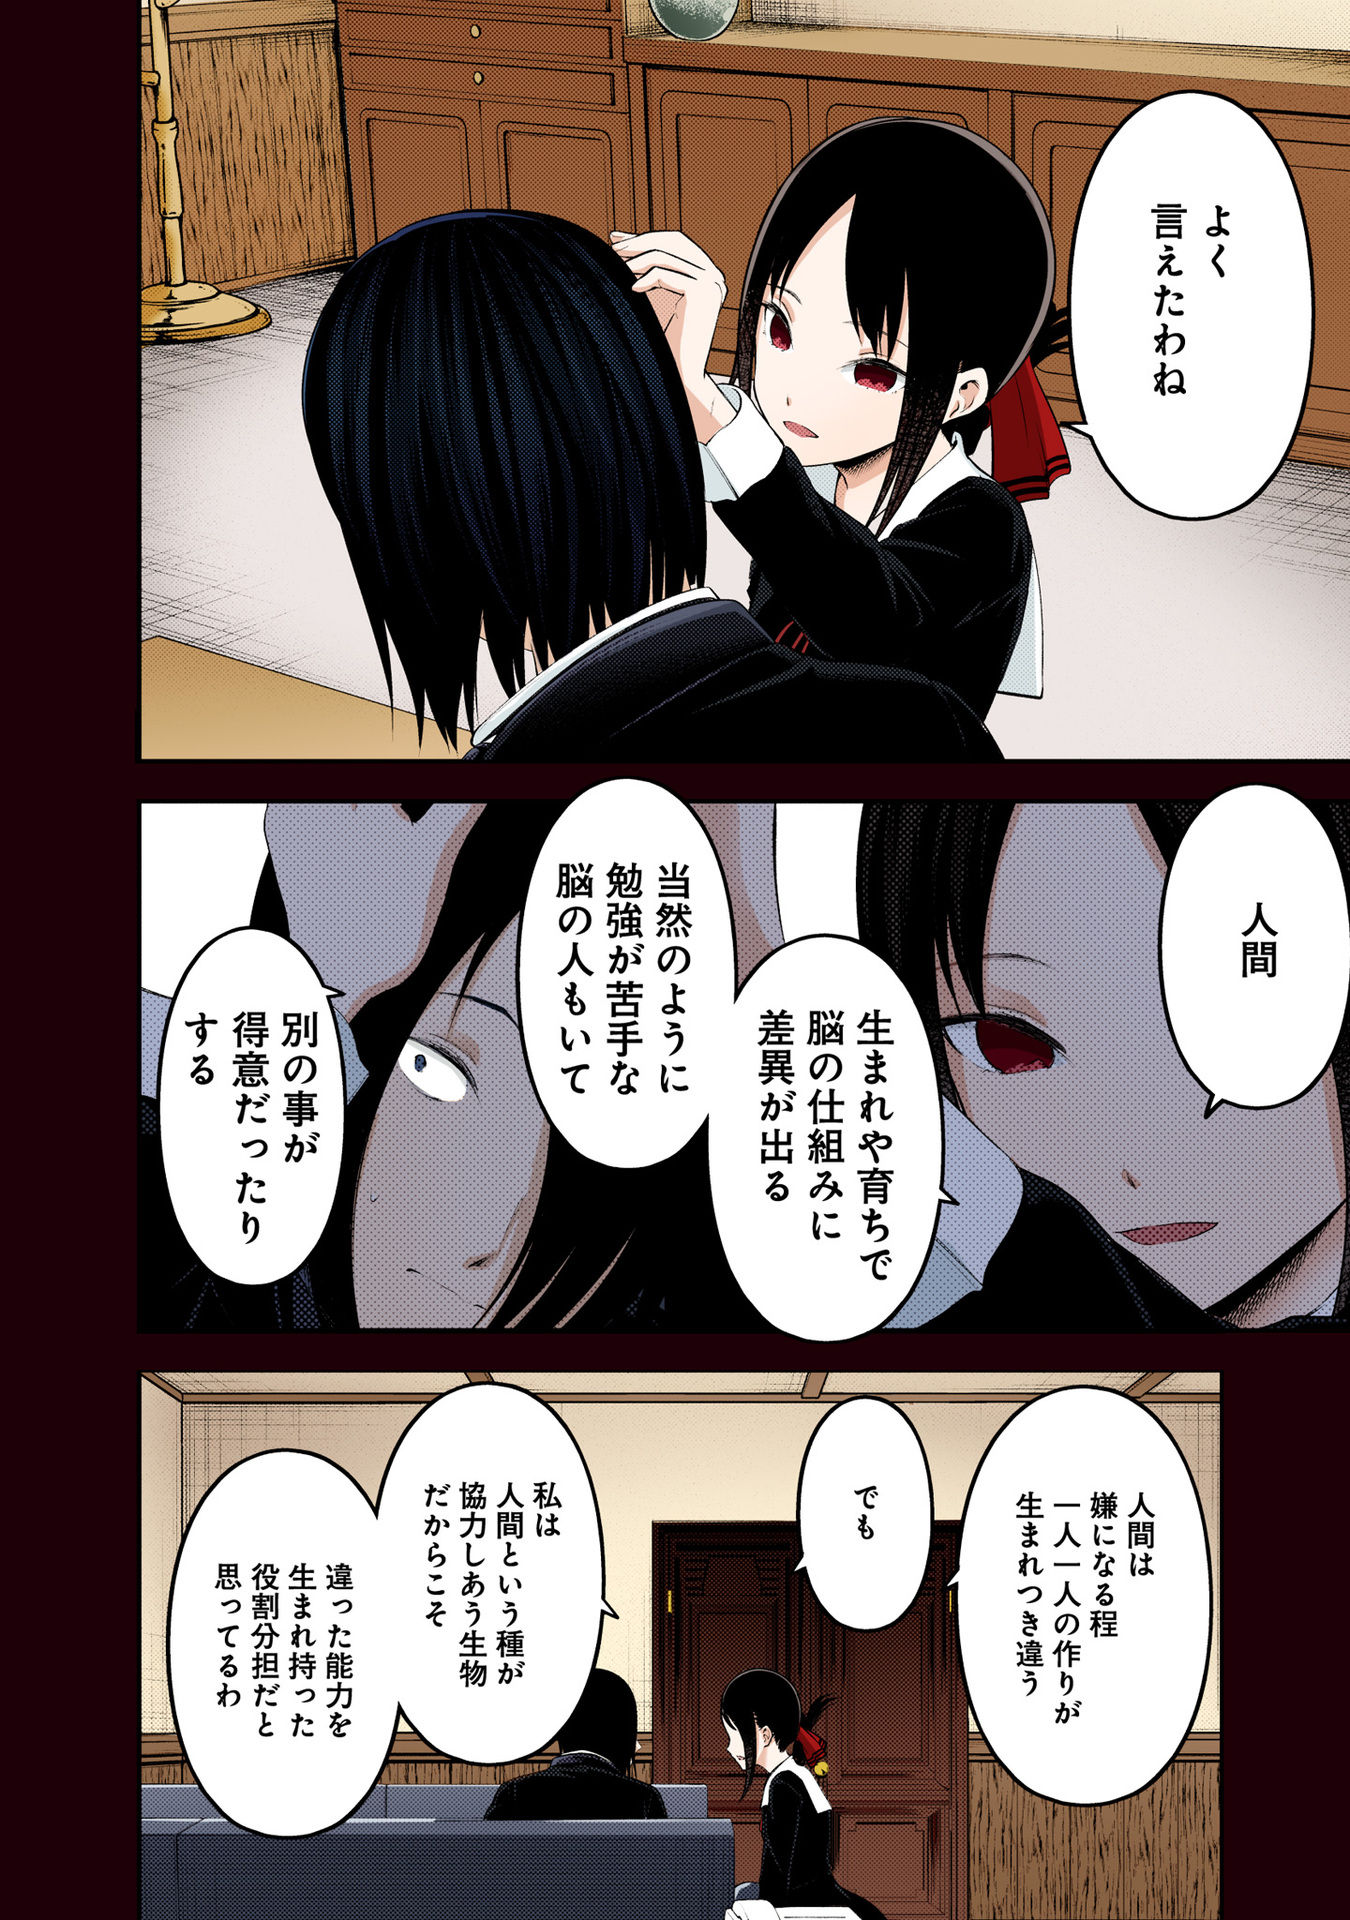 よく
言えたわね
人間
生まれや育ちで
脳の仕組みに
差異が出る
当然のように
勉強が苦手な
脳の人もいて
別の事が
得意だったり
する
人間は
嫌になる程
一人一人の作りが
生まれつき違う
でも
私は
人間という種が
協力しあう生物
だからこそ
違った能力を
生まれ持った
役割分担だと
思ってるわ